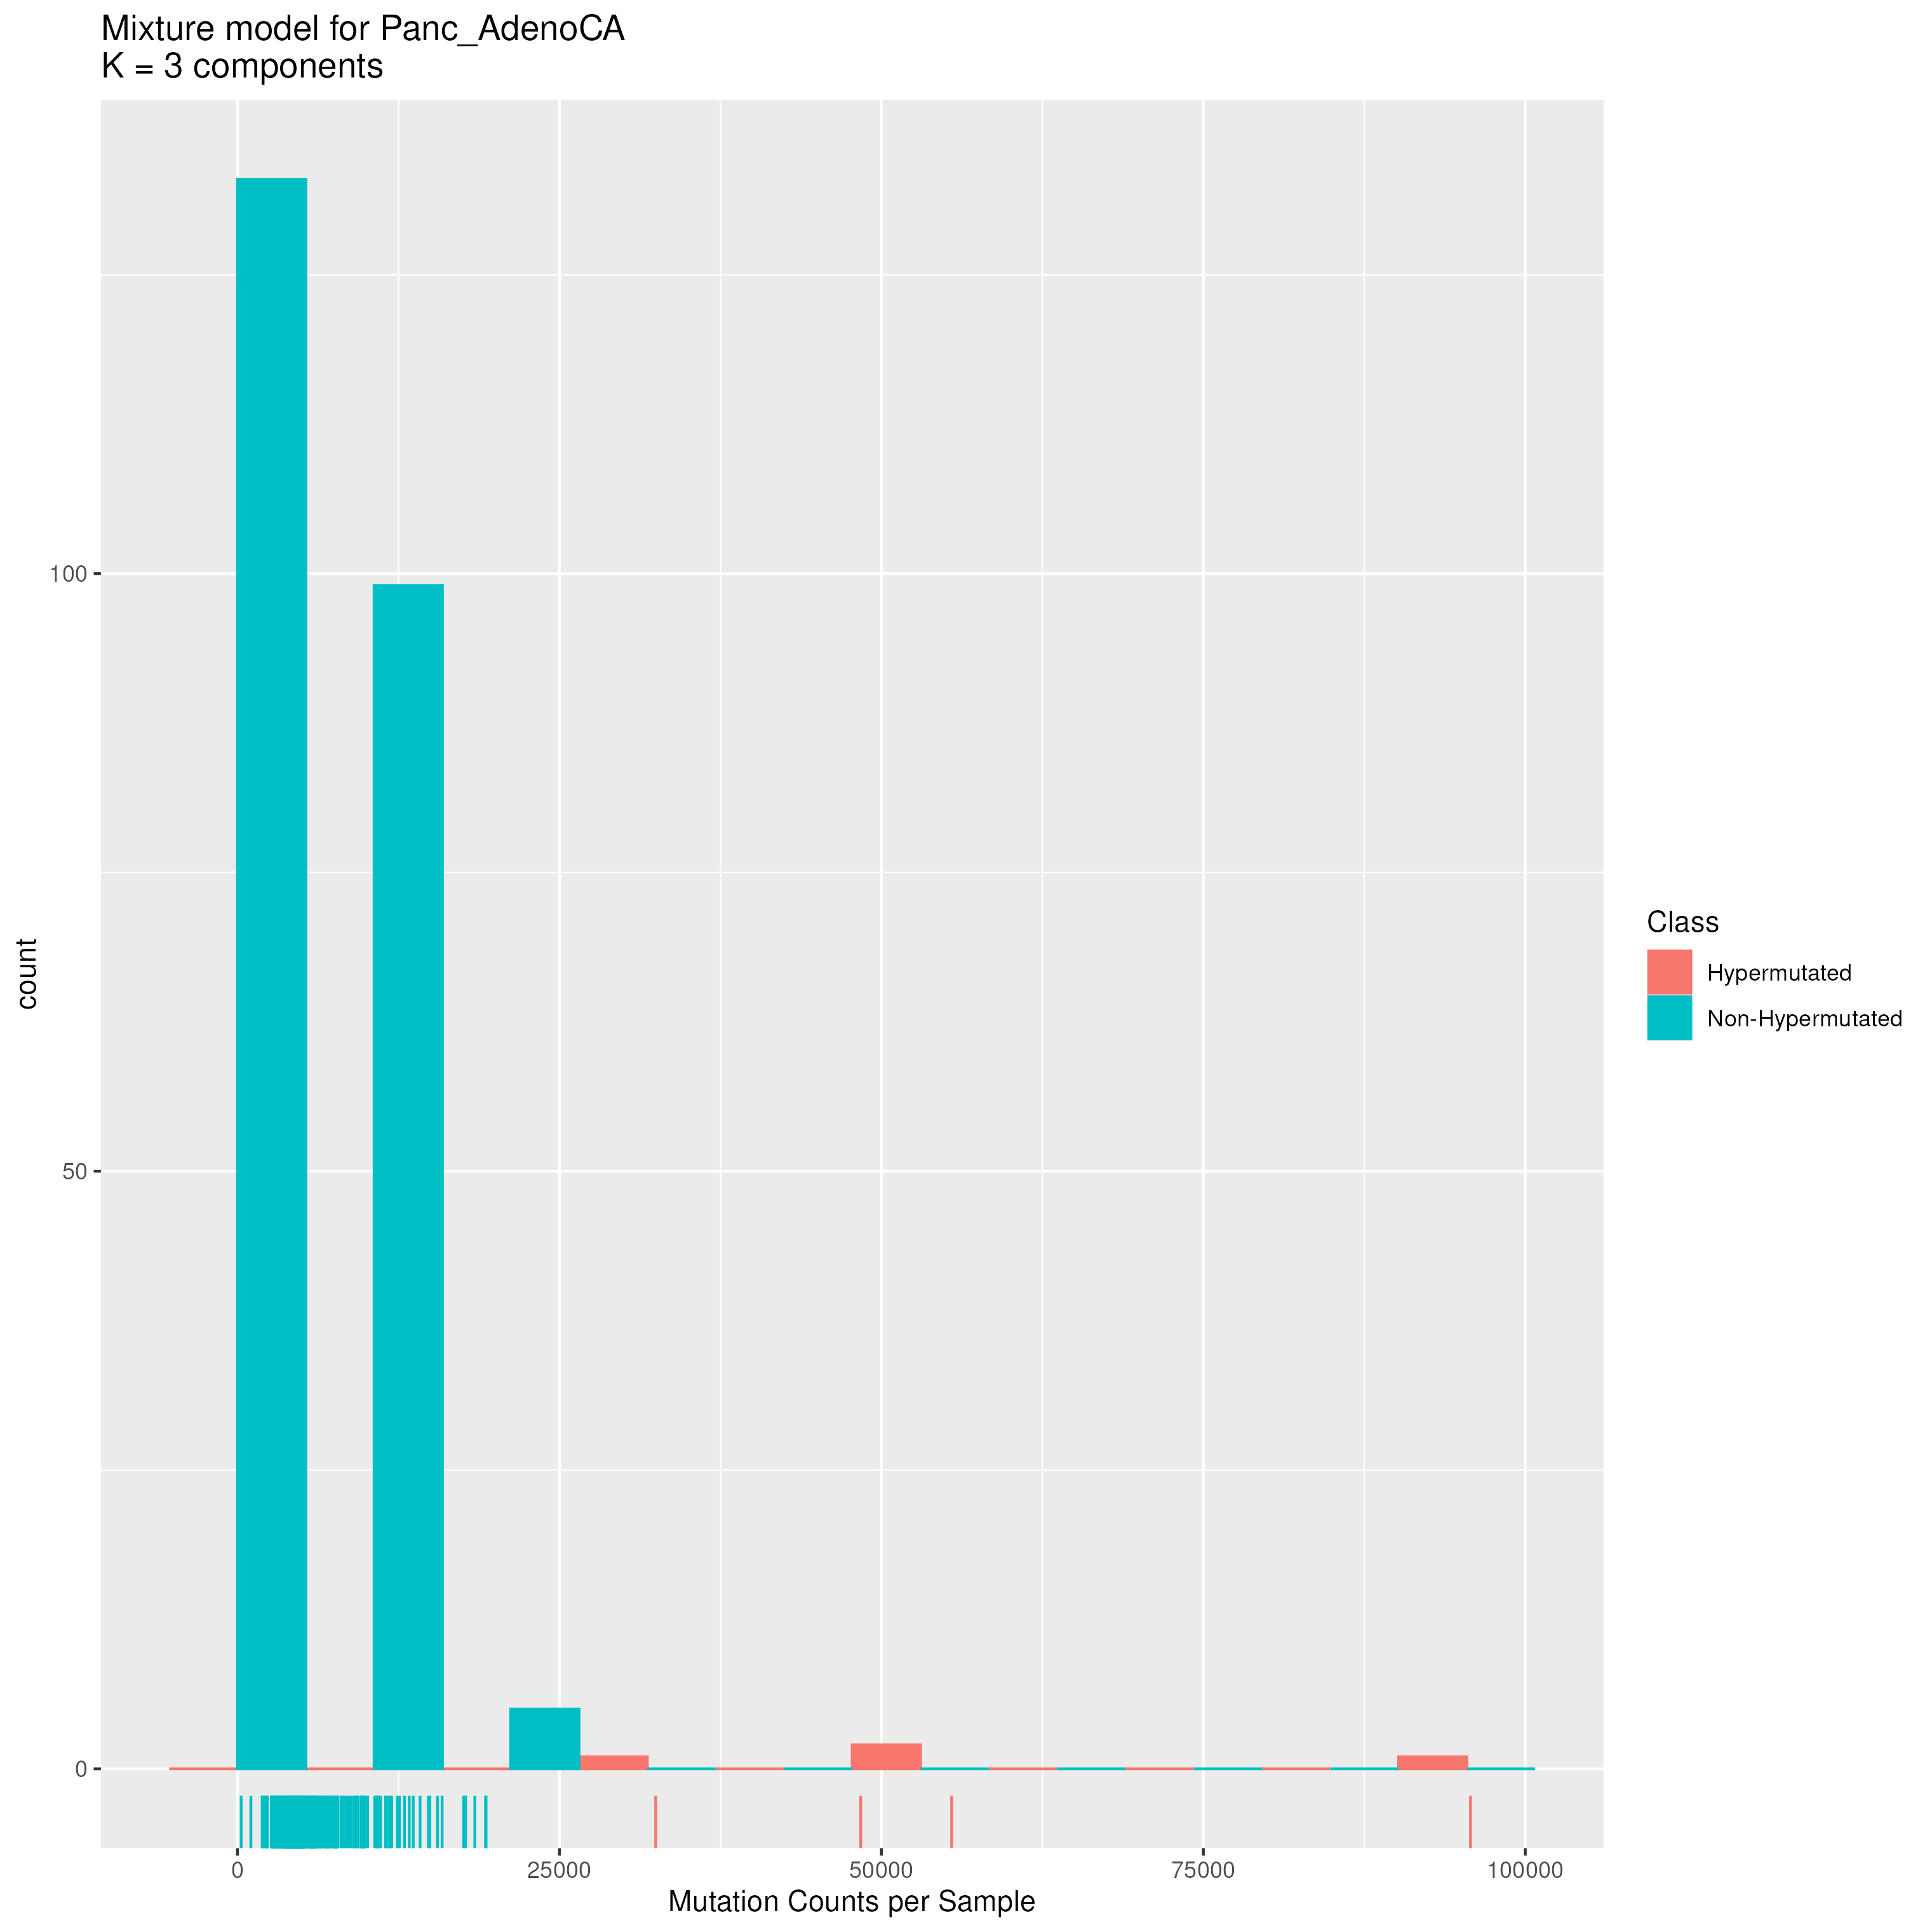 Mixture model for Panc_AdenoCA
K = 3 components
count
100
50
0
0
25000
50000
75000
100000
Mutation Counts per Sample
Class
Hypermutated
Non-Hypermutated